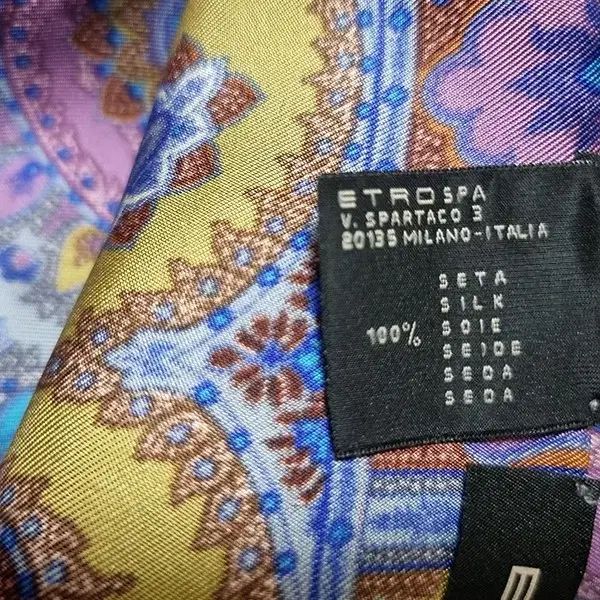 ETRO SPA
V. SPARTACO 3
20135 MILANO-ITALIA
SETA
SILK
100% SOIE
SEIDE
SEDA
SEDA
E